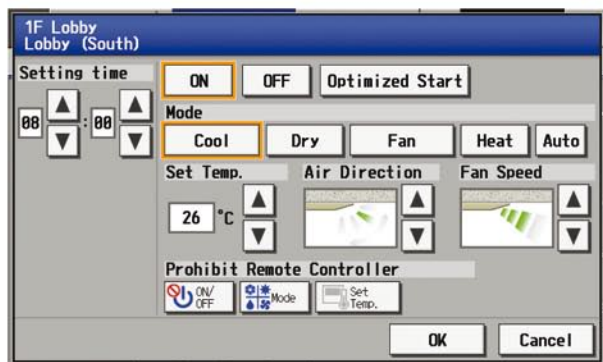 1F Lobby
Lobby (South)
Setting time
08 : 00
ON OFF Optimized Start
Mode
Cool Dry Fan Heat Auto
Set Temp. Air Direction Fan Speed
26 °C
Prohibit Remote Controller
ON/
OFF
Mode
Set
Temp.
OK Cancel